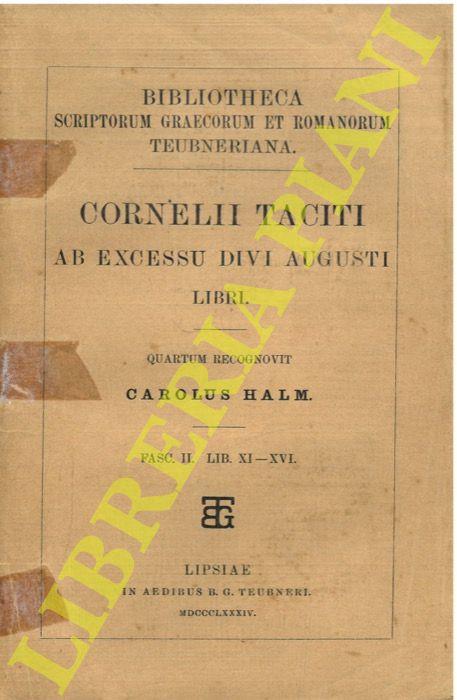 BIBLIOTHECA
SCRIPTORUM GRAECORUM ET ROMANORUM
TEUBNERIANA.
CORNELII TACITI
AB EXCESSU DIVI AUGUSTI
LIBRI.
QUARTUM RECOGNOVIT
CAROLUS HALM.
FASC. II. LIB. XI—XVI.
BTG
LIPSIAE
IN AEDIBUS B. G. TEUBNERI.
MDCCCLXXXIV.
LIBRERIA PIANI